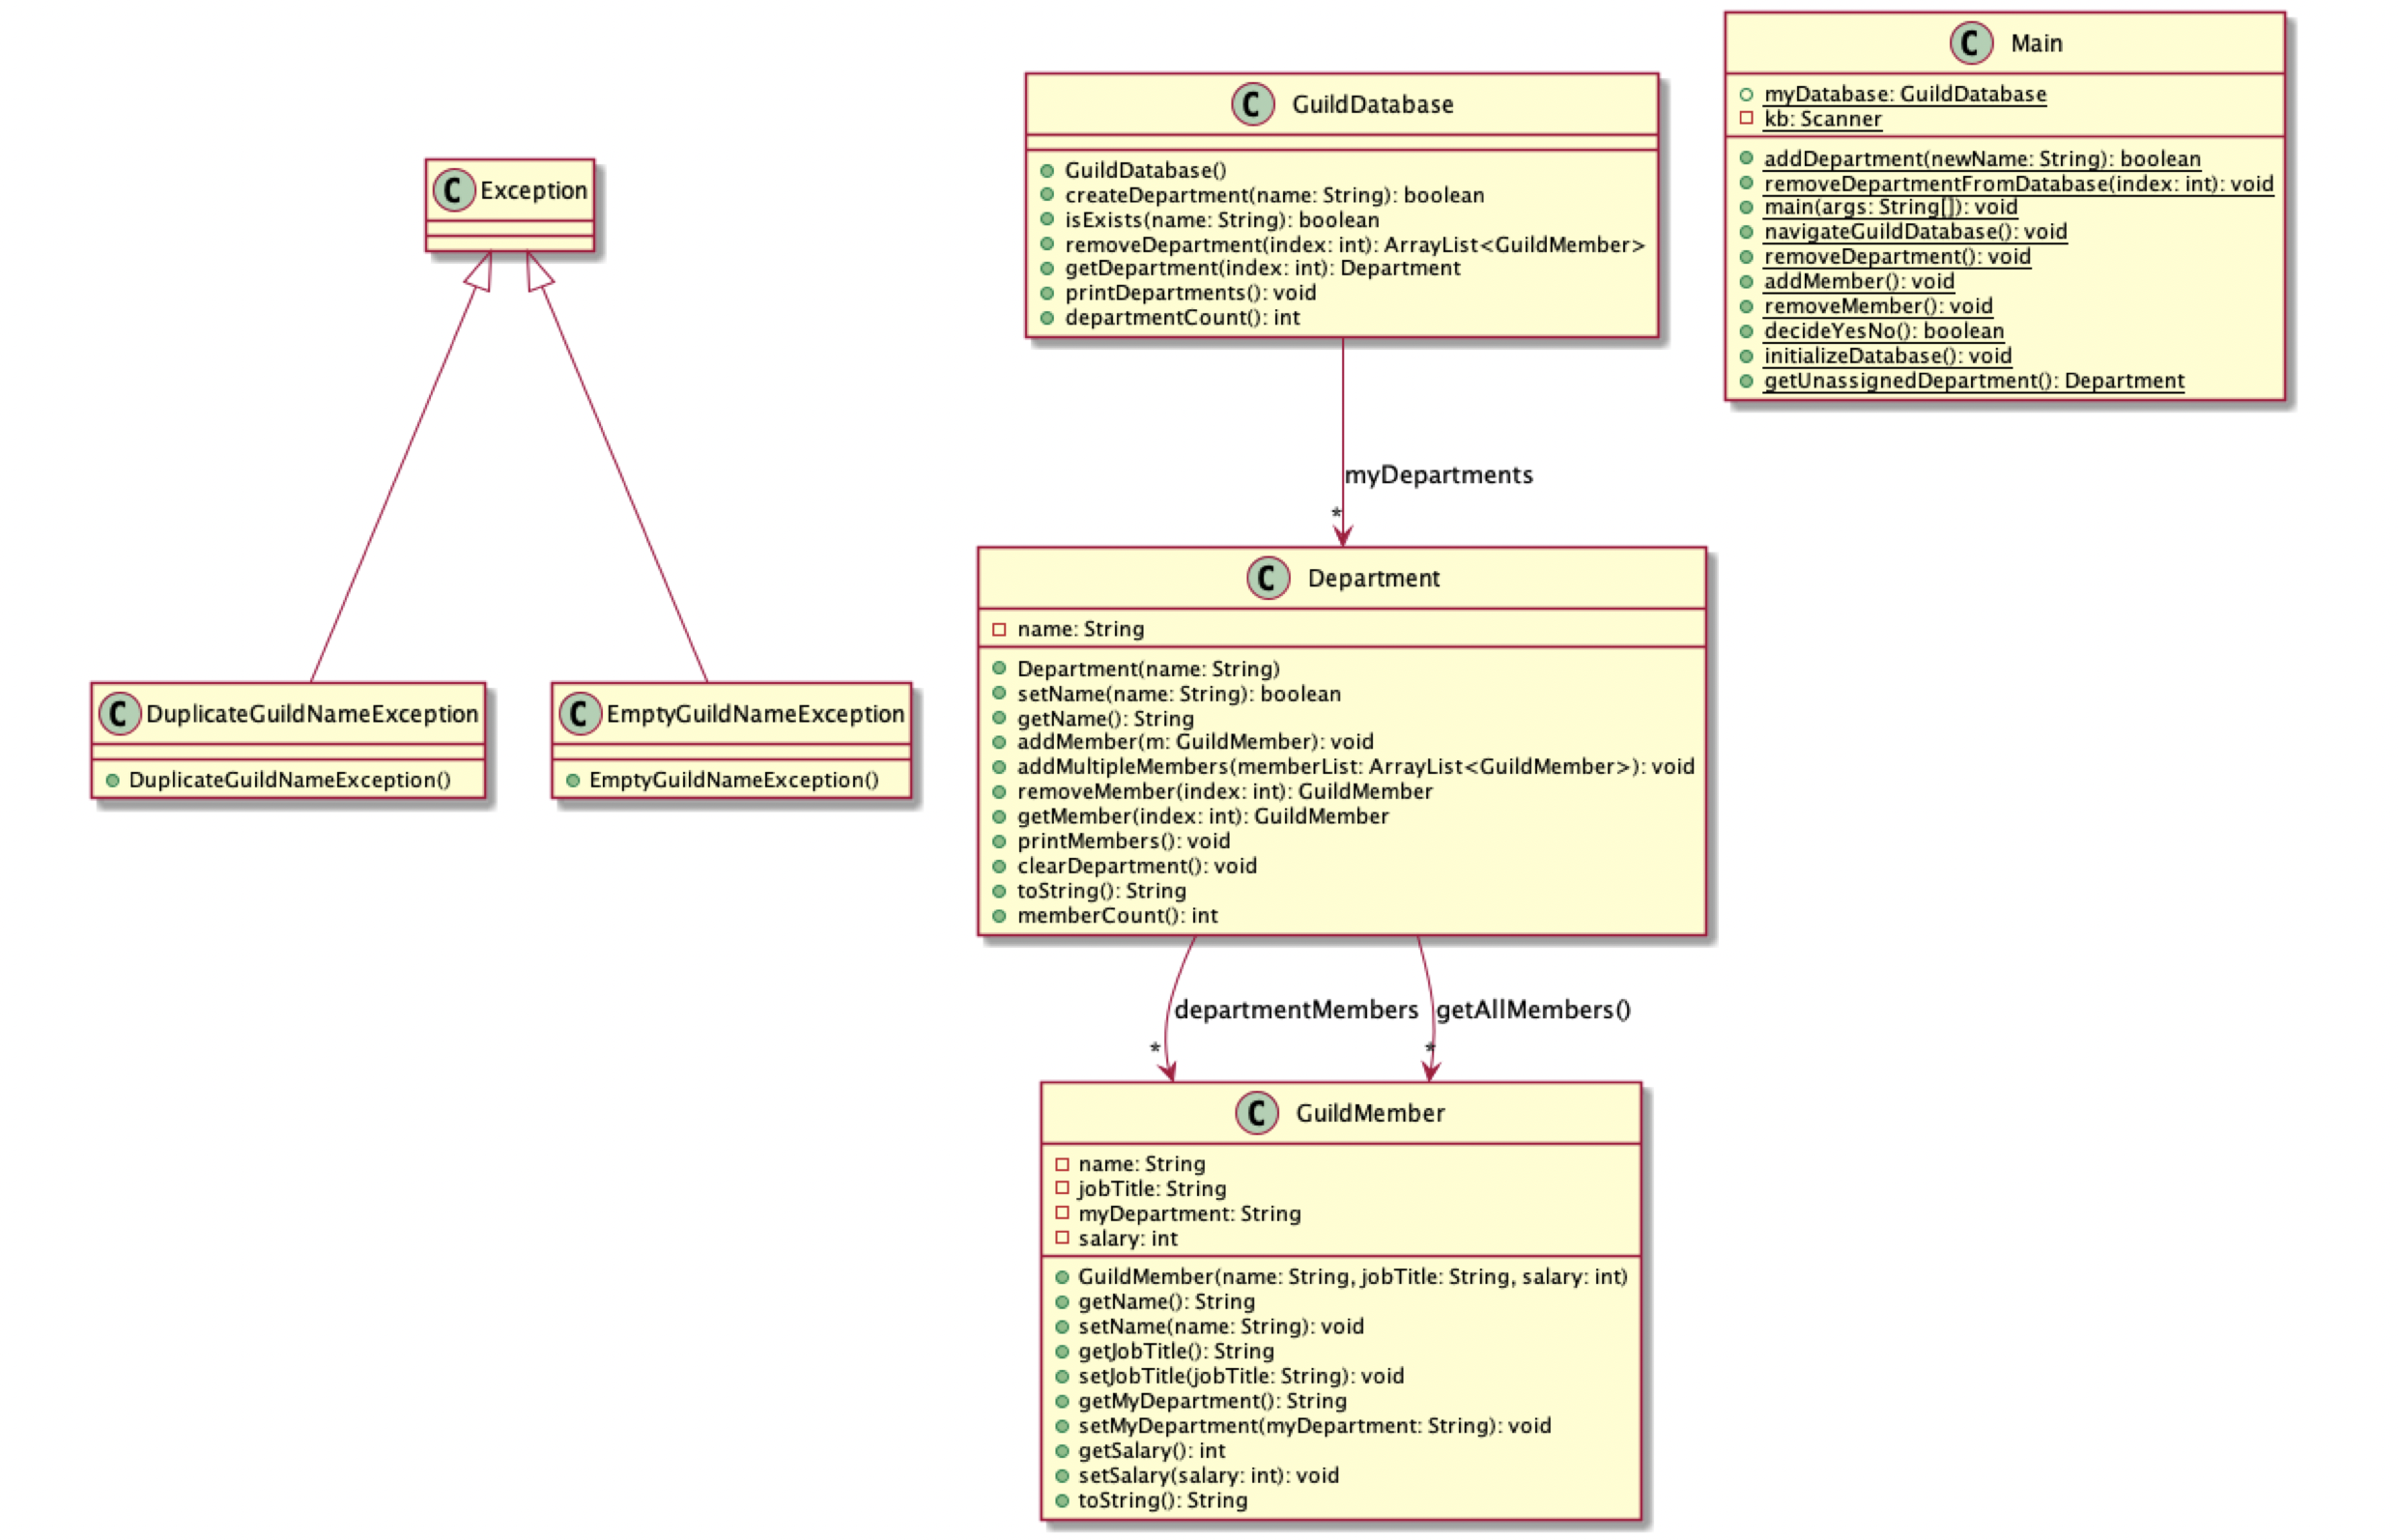 C Exception
C DuplicateGuildNameException
DuplicateGuildNameException()
C EmptyGuildNameException
EmptyGuildNameException()
C GuildDatabase
GuildDatabase()
createDepartment(name: String): boolean
isExists(name: String): boolean
removeDepartment(index: int): ArrayList<GuildMember>
getDepartment(index: int): Department
printDepartments(): void
departmentCount(): int
C Main
myDatabase: GuildDatabase
kb: Scanner
addDepartment(newName: String): boolean
removeDepartmentFromDatabase(index: int): void
main(args: String[]): void
navigateGuildDatabase(): void
removeDepartment(): void
addMember(): void
removeMember(): void
decideYesNo(): boolean
initializeDatabase(): void
getUnassignedDepartment(): Department
myDepartments
*
C Department
name: String
Department(name: String)
setName(name: String): boolean
getName(): String
addMember(m: GuildMember): void
addMultipleMembers(memberList: ArrayList<GuildMember>): void
removeMember(index: int): GuildMember
getMember(index: int): GuildMember
printMembers(): void
clearDepartment(): void
toString(): String
memberCount(): int
departmentMembers
*
getAllMembers()
*
C GuildMember
name: String
jobTitle: String
myDepartment: String
salary: int
GuildMember(name: String, jobTitle: String, salary: int)
getName(): String
setName(name: String): void
getJobTitle(): String
setJobTitle(jobTitle: String): void
getMyDepartment(): String
setMyDepartment(myDepartment: String): void
getSalary(): int
setSalary(salary: int): void
toString(): String